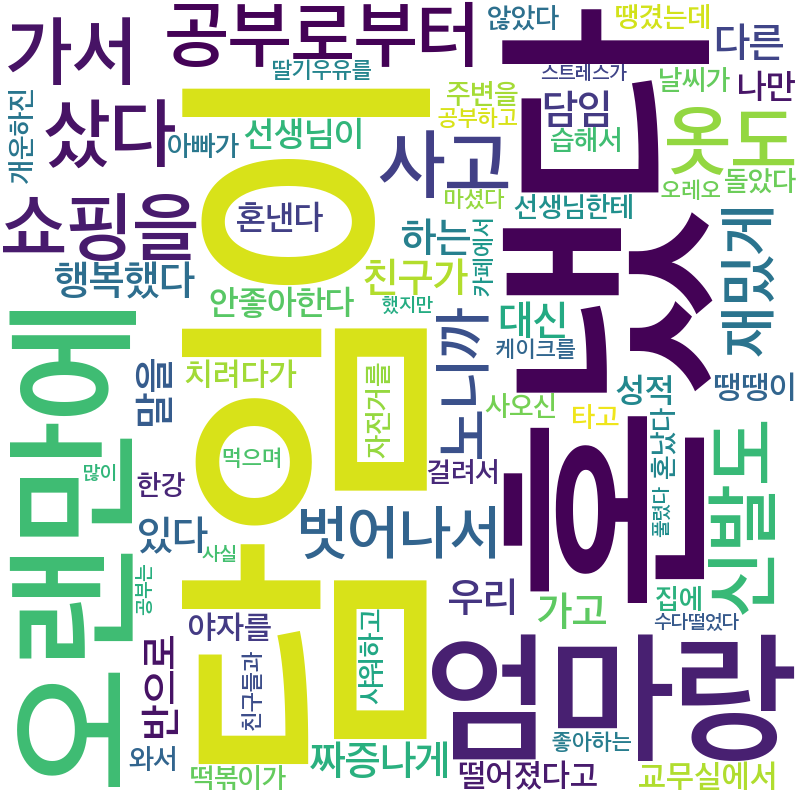 가서
공부로부터
않았다
땡겼는데
다른
딸기우유를
스트레스가
날씨가
나만
주변을
공부하고
담임
샀다
아빠가
선생님이
사고
습해서
옷도
개운하진
마셨다
오레오
돌았다
쇼핑을
혼낸다
선생님한테
하는
카페에서
재밌게
행복했다
안좋아한다
친구가
했지만
대신
케이크를
혼냈다
담임이
오랜만에
말을
치려다가
자전거를
노니까
사오신
성적
땡땡이
타고
많이
한강
먹으며
걸려서
풀렸다
혼났다
신발도
있다
사실
벗어나서
공부는
우리
가고
집에
수다떨었다
야자를
샤워하고
엄마랑
반으로
친구들과
와서
짜증나게
좋아하는
떡볶이가
떨어졌다고
교무실에서